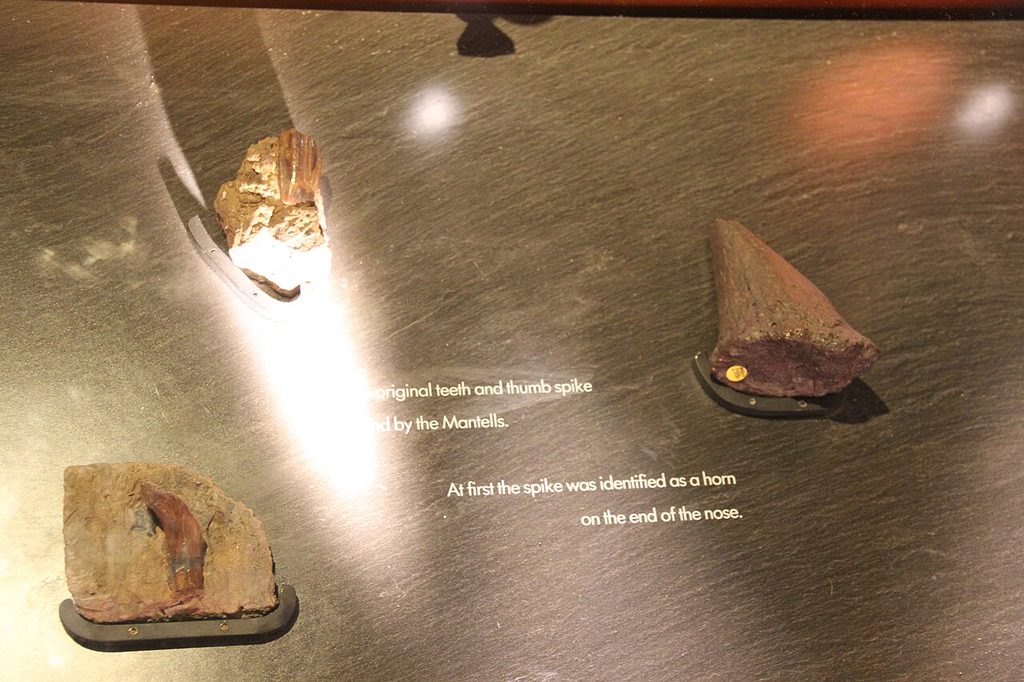 original teeth and thumb spike
by the Mantells.
At first the spike was identified as a horn
on the end of the nose.